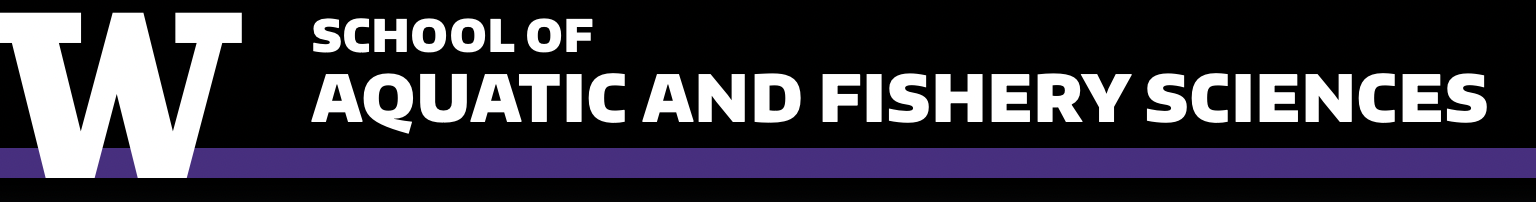 W
SCHOOL OF
AQUATIC AND FISHERY SCIENCES